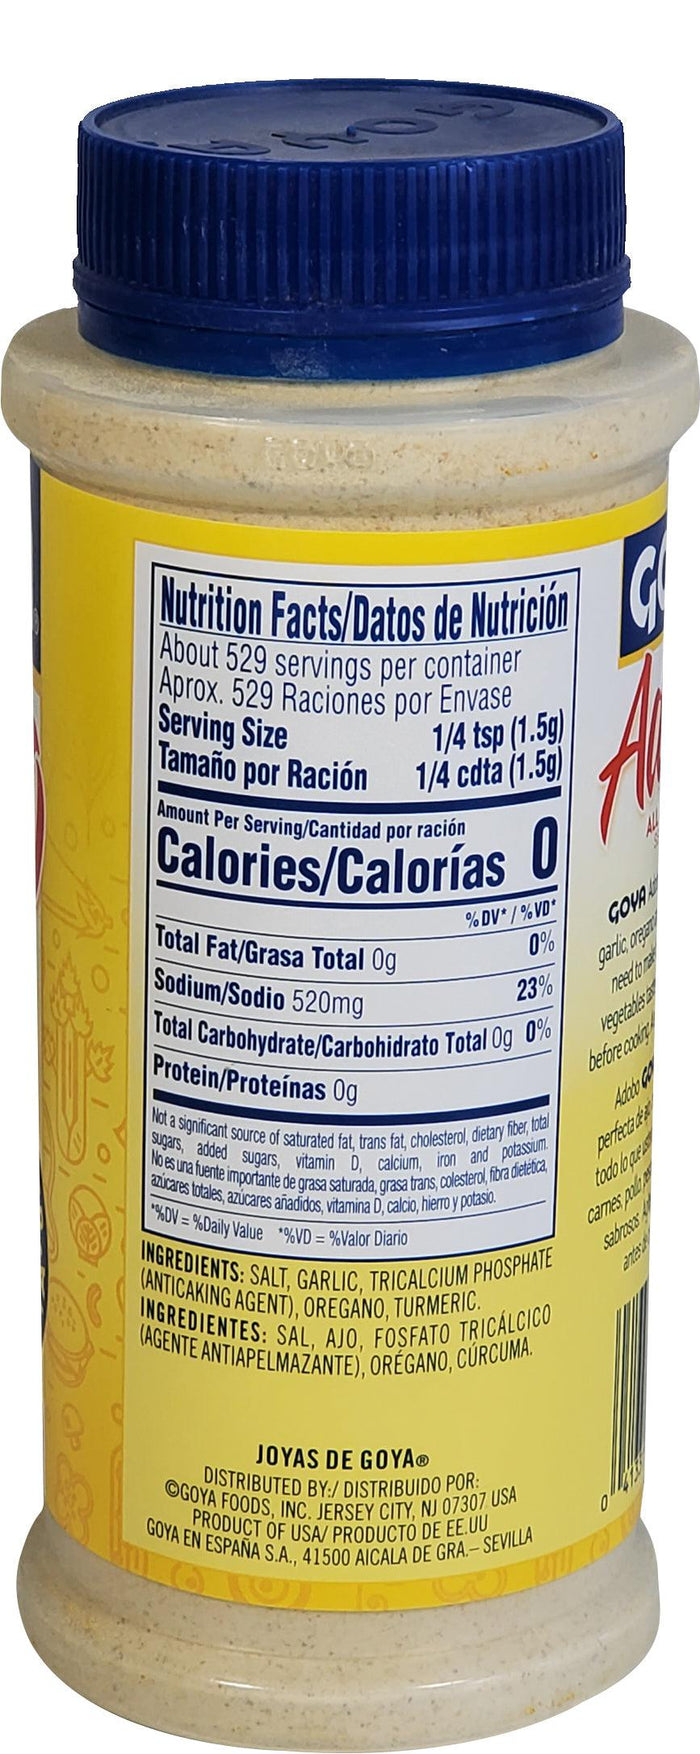 GOYA
GOYA
Nutrition Facts/Datos de Nutrición
About 529 servings per container
Aprox. 529 Raciones por Envase
Serving Size 1/4 tsp (1.5g)
Tamaño por Ración 1/4 cdta (1.5g)
Amount Per Serving/Cantidad por ración
Calories/Calorías 0
%DV* / %VD*
Total Fat/Grasa Total 0g 0%
Sodium/Sodio 520mg 23%
Total Carbohydrate/Carbohidrato Total 0g 0%
Protein/Proteínas 0g
Not a significant source of saturated fat, trans fat, cholesterol, dietary fiber, total
sugars, added sugars, vitamin D, calcium, iron and potassium.
No es una fuente importante de grasa saturada, grasa trans, colesterol, fibra dietética,
azúcares totales, azúcares añadidos, vitamina D, calcio, hierro y potasio.
*%DV = %Daily Value *%VD = %Valor Diario
INGREDIENTS: SALT, GARLIC, TRICALCIUM PHOSPHATE
(ANTICAKING AGENT), OREGANO, TURMERIC.
INGREDIENTES: SAL, AJO, FOSFATO TRICÁLCICO
(AGENTE ANTIAPELMAZANTE), ORÉGANO, CÚRCUMA.
JOYAS DE GOYA®
DISTRIBUTED BY:/ DISTRIBUIDO POR:
©GOYA FOODS, INC. JERSEY CITY, NJ 07307 USA
PRODUCT OF USA/ PRODUCTO DE EE.UU
GOYA EN ESPAÑA S.A., 41500 AICALA DE GRA.– SEVILLA
GOYA
garlic, oregano
need to make
vegetables
before cooking.
Adobo
perfecta de
todo lo que
carnes, pollo,
sabrosos.
antes de
0